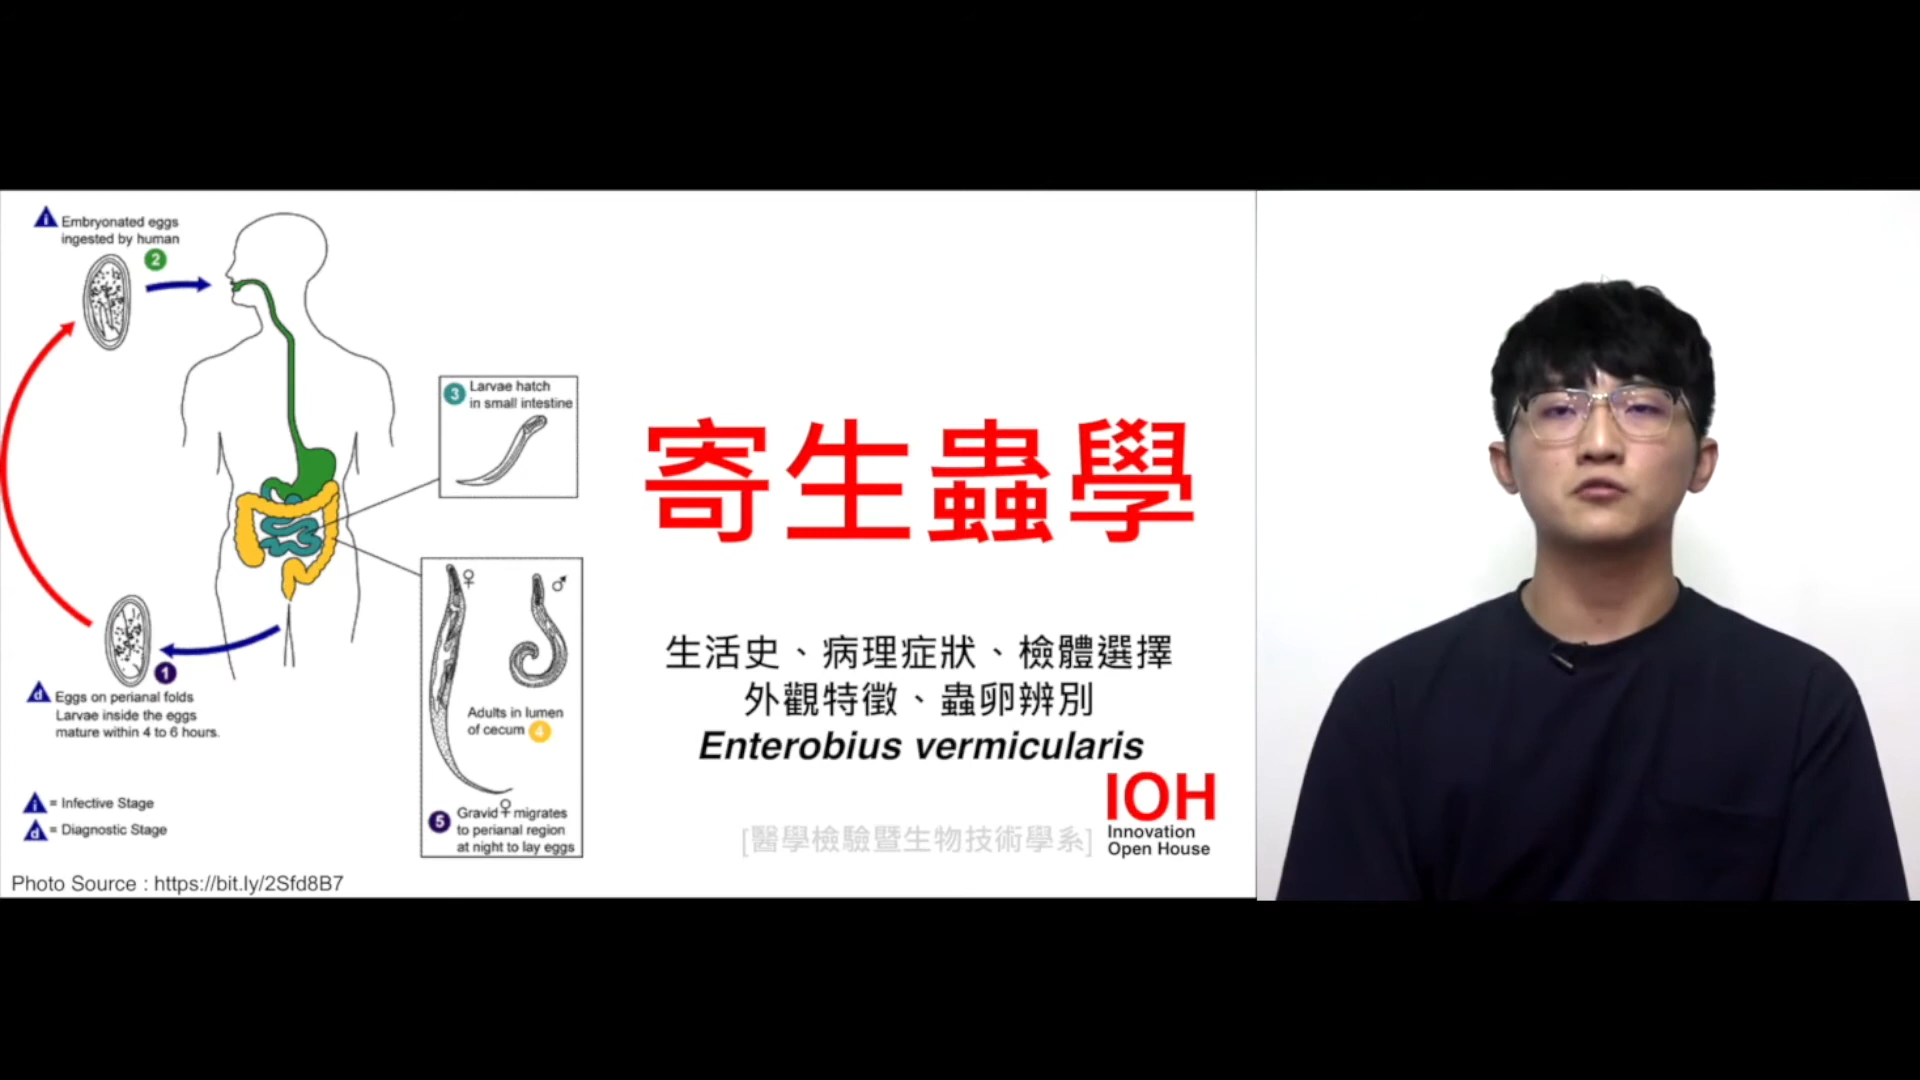 i Embryonated eggs
ingested by human
2
3 Larvae hatch
in small intestine
♀ ♂
Adults in lumen
of cecum 4
5 Gravid ♀ migrates
to perianal region
at night to lay eggs
1
d Eggs on perianal folds
Larvae inside the eggs
mature within 4 to 6 hours.
i = Infective Stage
d = Diagnostic Stage
Photo Source : https://bit.ly/2Sfd8B7
寄生蟲學
生活史、病理症狀、檢體選擇
外觀特徵、蟲卵辨別
Enterobius vermicularis
[醫學檢驗暨生物技術學系]
IOH
Innovation
Open House